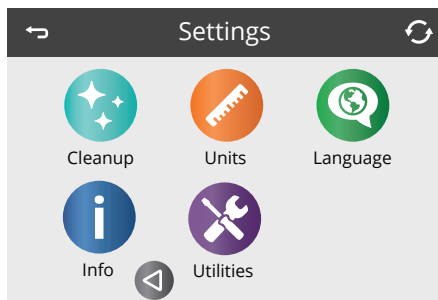 Settings
Cleanup
Units
Language
Info
Utilities